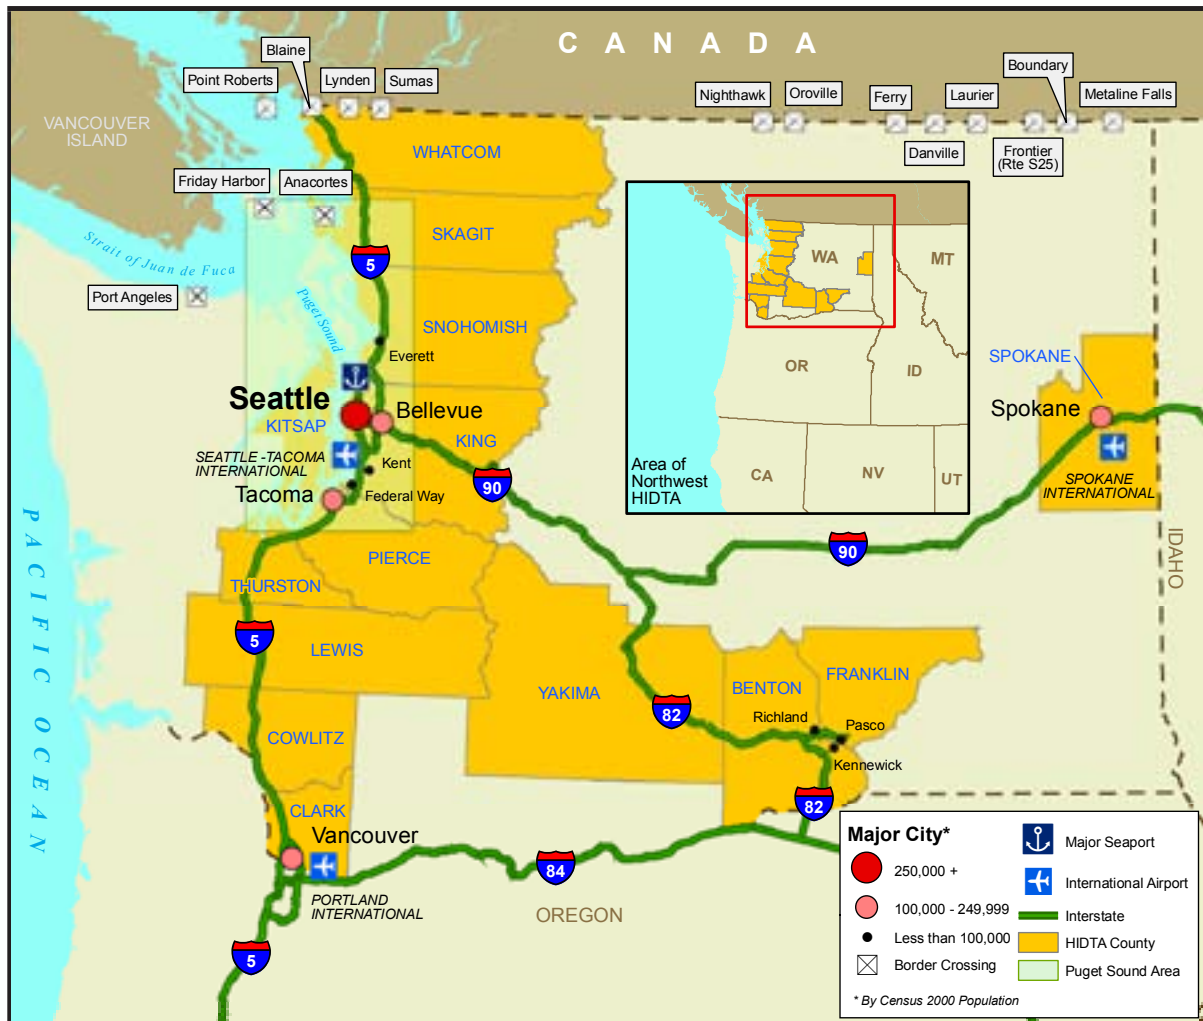 CANADA
Blaine
Boundary
Point Roberts
Lynden
Sumas
Nighthawk
Oroville
Ferry
Laurier
Metaline Falls
VANCOUVER
ISLAND
Danville
Frontier
(Rte S25)
WHATCOM
Friday Harbor
Anacortes
SKAGIT
Strait of Juan de Fuca
5
Port Angeles
Puget Sound
SNOHOMISH
Everett
WA
MT
OR
ID
CA
NV
UT
Area of
Northwest
HIDTA
SPOKANE
Spokane
SPOKANE
INTERNATIONAL
Seattle
Bellevue
KITSAP
KING
SEATTLE -TACOMA
INTERNATIONAL
Kent
90
Tacoma
Federal Way
PACIFIC OCEAN
90
IDAHO
PIERCE
THURSTON
5
LEWIS
YAKIMA
BENTON
FRANKLIN
82
Richland
Pasco
Kennewick
COWLITZ
82
CLARK
Vancouver
84
PORTLAND
INTERNATIONAL
OREGON
5
Major City*
250,000 +
100,000 - 249,999
Less than 100,000
Border Crossing
Major Seaport
International Airport
Interstate
HIDTA County
Puget Sound Area
* By Census 2000 Population